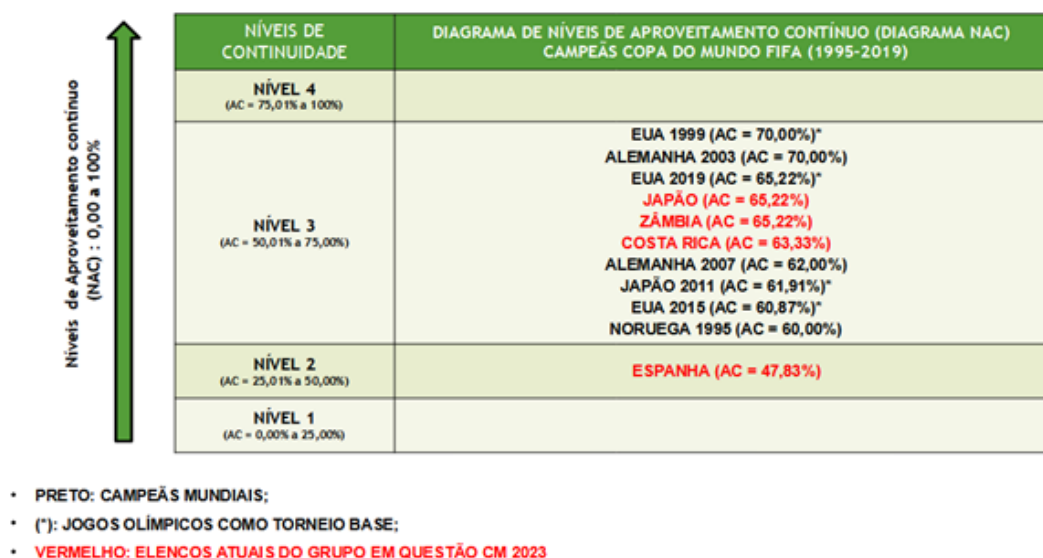 Níveis de Aproveitamento contínuo
(NAC) : 0,00 a 100%
NÍVEIS DE
CONTINUIDADE
DIAGRAMA DE NÍVEIS DE APROVEITAMENTO CONTÍNUO (DIAGRAMA NAC)
CAMPEÃS COPA DO MUNDO FIFA (1995-2019)
NÍVEL 4
(AC = 75,01% a 100%)
NÍVEL 3
(AC = 50,01% a 75,00%)
EUA 1999 (AC = 70,00%)*
ALEMANHA 2003 (AC = 70,00%)
EUA 2019 (AC = 65,22%)*
JAPÃO (AC = 65,22%)
ZÂMBIA (AC = 65,22%)
COSTA RICA (AC = 63,33%)
ALEMANHA 2007 (AC = 62,00%)
JAPÃO 2011 (AC = 61,91%)*
EUA 2015 (AC = 60,87%)*
NORUEGA 1995 (AC = 60,00%)
NÍVEL 2
(AC = 25,01% a 50,00%)
ESPANHA (AC = 47,83%)
NÍVEL 1
(AC = 0,00% a 25,00%)
• PRETO: CAMPEÃS MUNDIAIS;
• (*): JOGOS OLÍMPICOS COMO TORNEIO BASE;
• VERMELHO: ELENCOS ATUAIS DO GRUPO EM QUESTÃO CM 2023